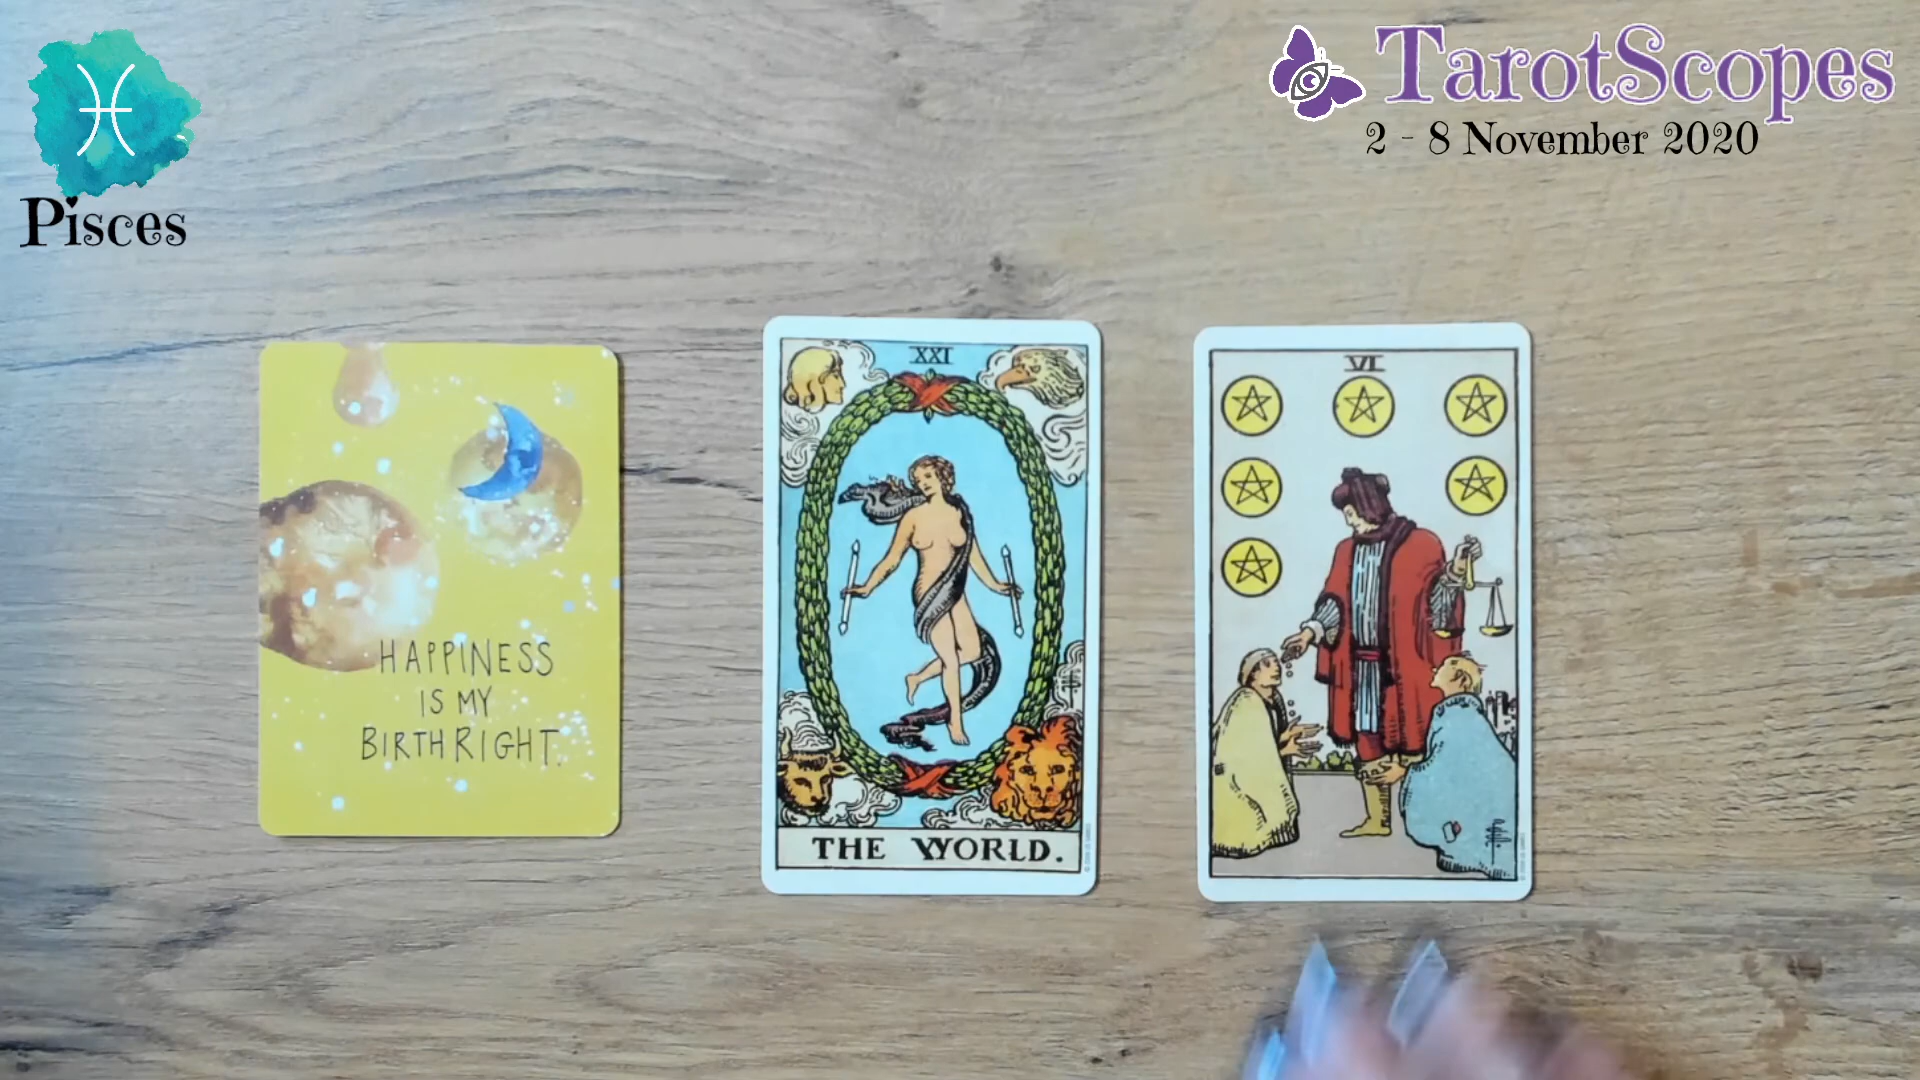 Pisces
TarotScopes
2 - 8 November 2020
HAPPINESS
IS MY
BIRTHRIGHT.
XXI
THE WORLD.
VI